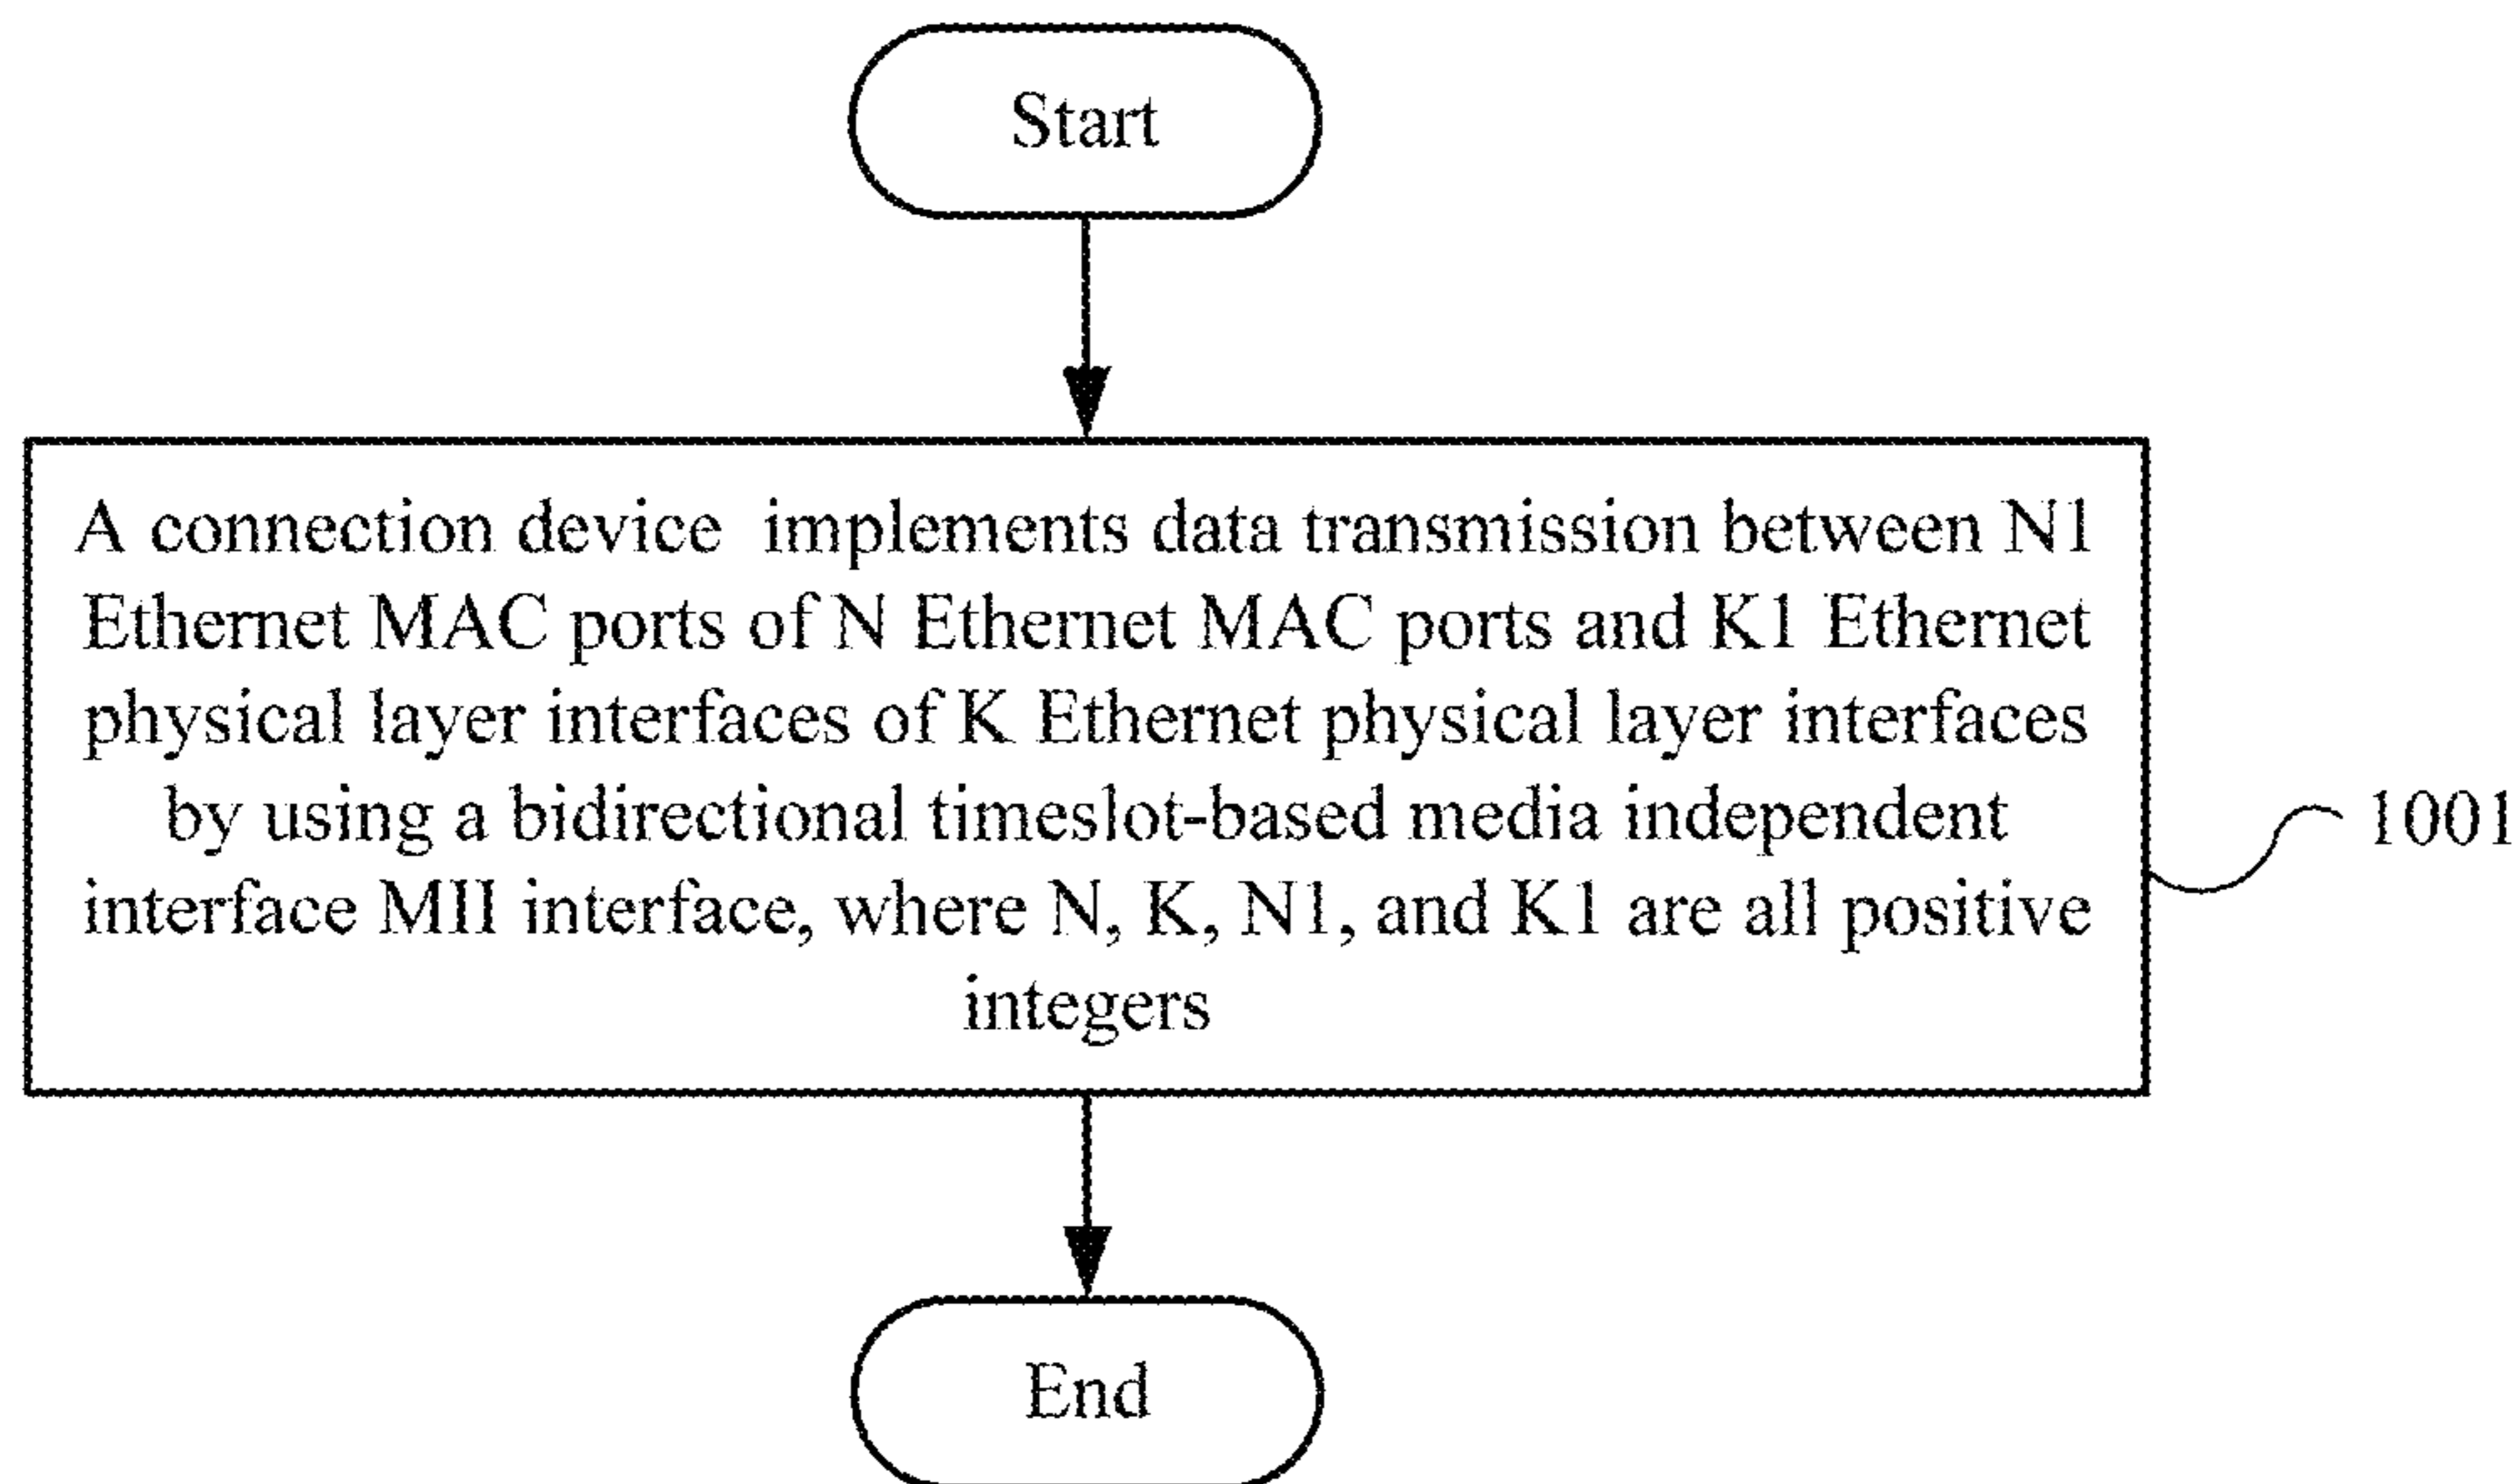 Start
A connection device implements data transmission between N1
Ethernet MAC ports of N Ethernet MAC ports and K1 Ethernet
physical layer interfaces of K Ethernet physical layer interfaces
by using a bidirectional timeslot-based media independent
interface MII interface, where N, K, N1, and K1 are all positive
integers
1001
End